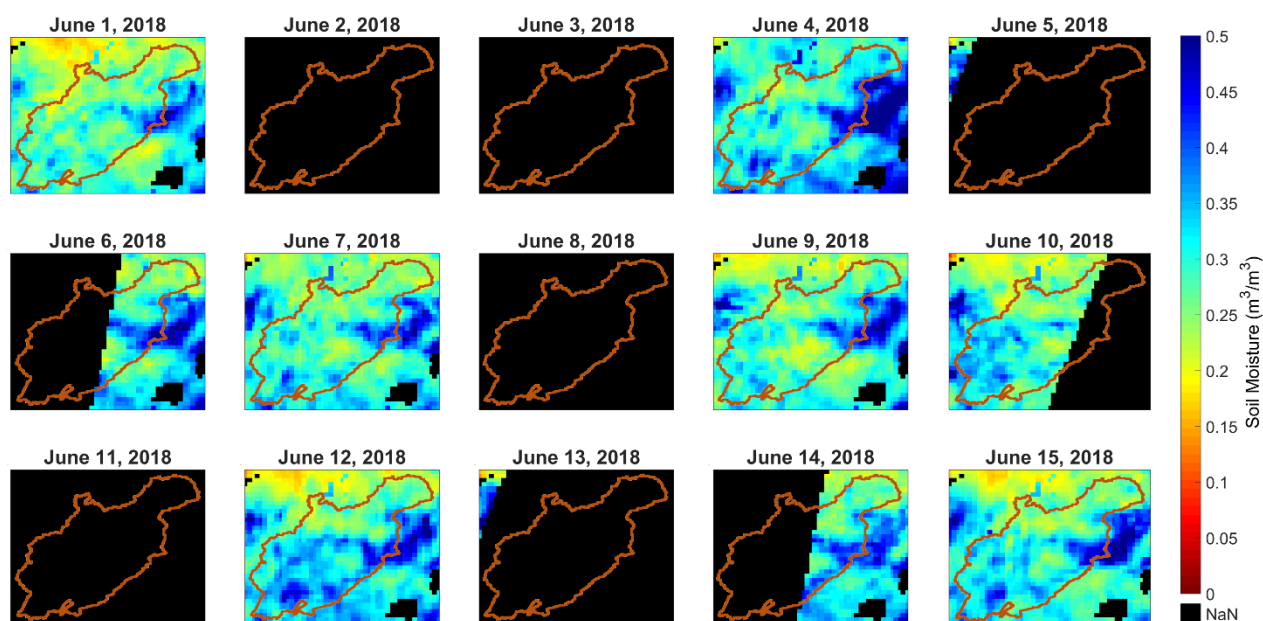 June 1, 2018
June 2, 2018
June 3, 2018
June 4, 2018
June 5, 2018
June 6, 2018
June 7, 2018
June 8, 2018
June 9, 2018
June 10, 2018
June 11, 2018
June 12, 2018
June 13, 2018
June 14, 2018
June 15, 2018
0.5
0.45
0.4
0.35
0.3
0.25
0.2
0.15
0.1
0.05
0
NaN
Soil Moisture (m³/m³)